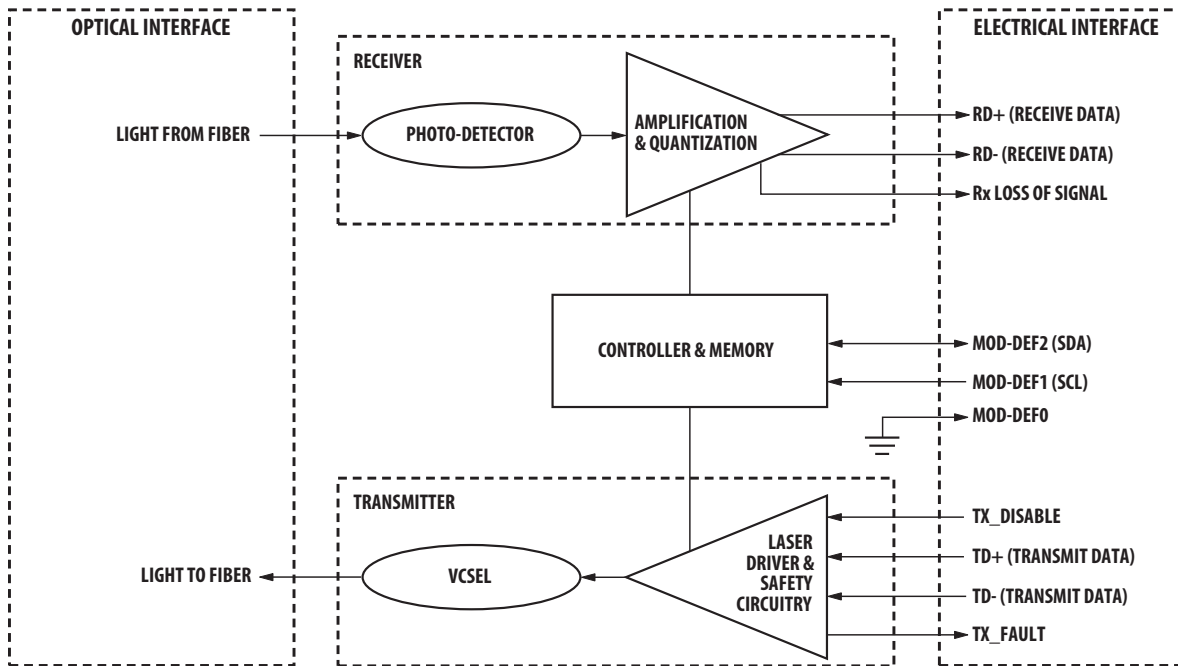 OPTICAL INTERFACE
ELECTRICAL INTERFACE
RECEIVER
LIGHT FROM FIBER
PHOTO-DETECTOR
AMPLIFICATION
& QUANTIZATION
RD+ (RECEIVE DATA)
RD- (RECEIVE DATA)
Rx LOSS OF SIGNAL
CONTROLLER & MEMORY
MOD-DEF2 (SDA)
MOD-DEF1 (SCL)
MOD-DEF0
TRANSMITTER
LIGHT TO FIBER
VCSEL
LASER
DRIVER &
SAFETY
CIRCUITRY
TX_DISABLE
TD+ (TRANSMIT DATA)
TD- (TRANSMIT DATA)
TX_FAULT